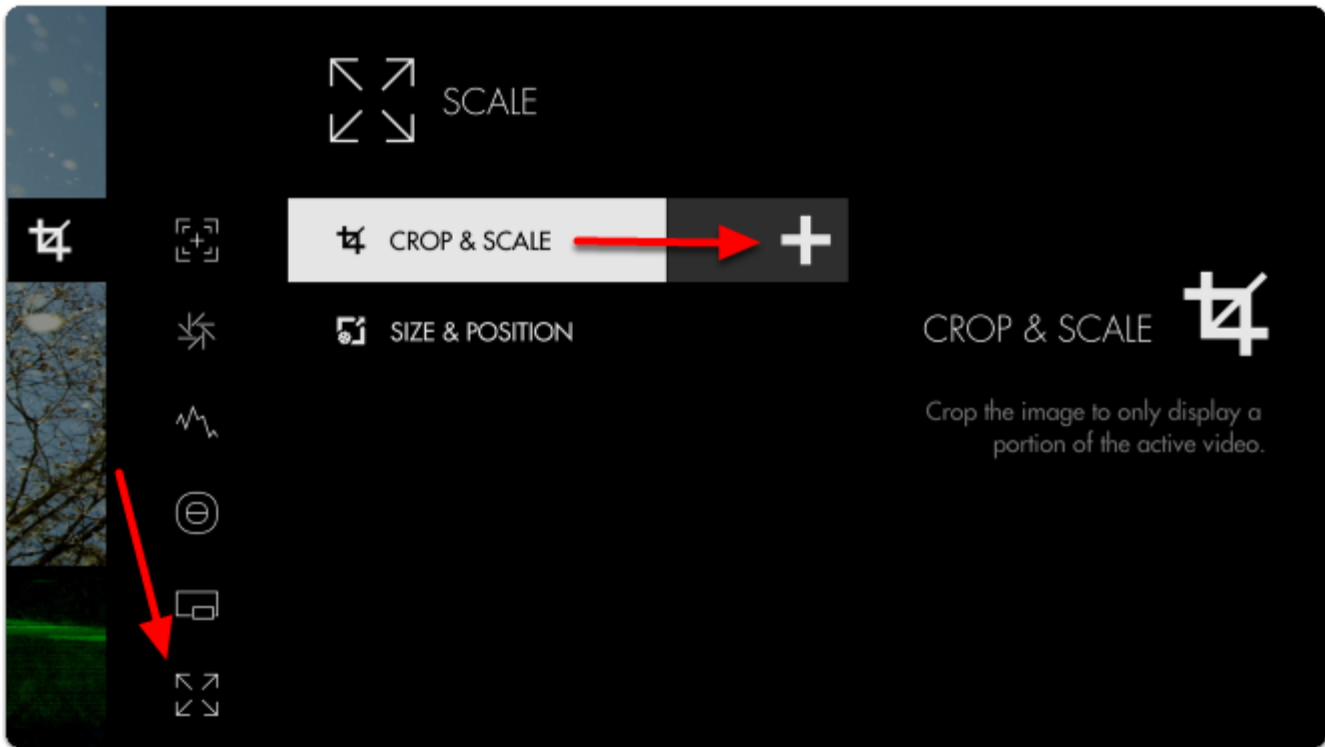 SCALE
CROP & SCALE
SIZE & POSITION
CROP & SCALE
Crop the image to only display a
portion of the active video.